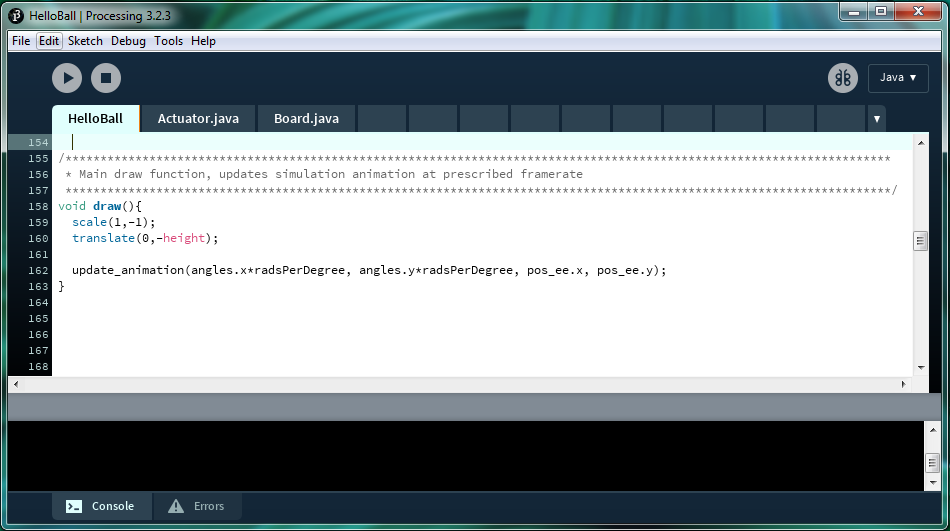 HelloBall | Processing 3.2.3
File Edit Sketch Debug Tools Help
Java ▼
HelloBall Actuator.java Board.java ▼
154
155 /**********************************************************************************************************************
156  * Main draw function, updates simulation animation at prescribed framerate
157  **********************************************************************************************************************/
158 void draw(){
159   scale(1,-1);
160   translate(0,-height);
161
162   update_animation(angles.x*radsPerDegree, angles.y*radsPerDegree, pos_ee.x, pos_ee.y);
163 }
164
165
166
167
168
Console Errors